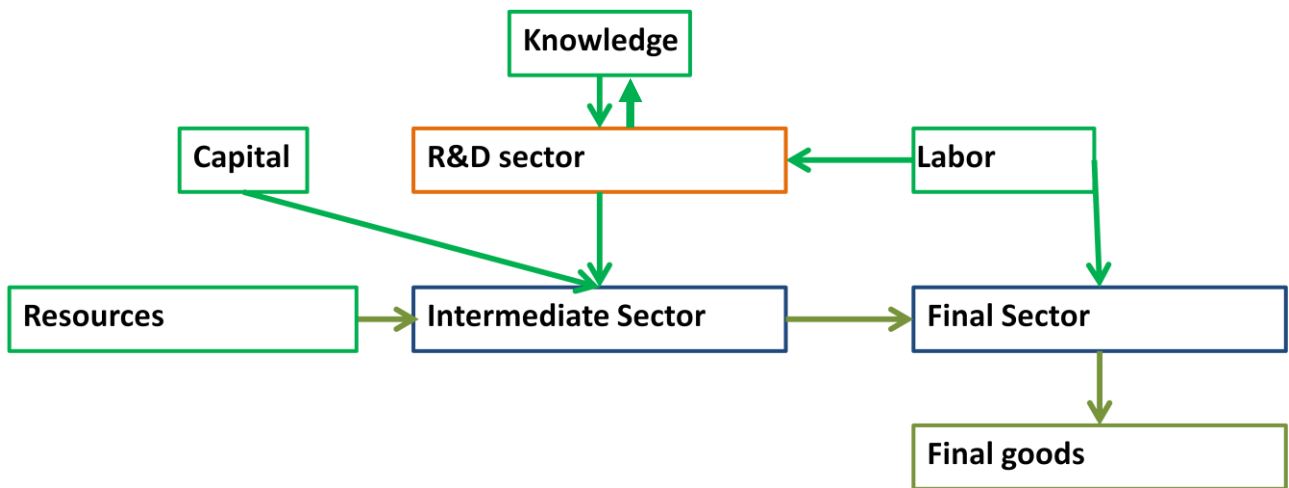 Knowledge
Capital
R&D sector
Labor
Resources
Intermediate Sector
Final Sector
Final goods